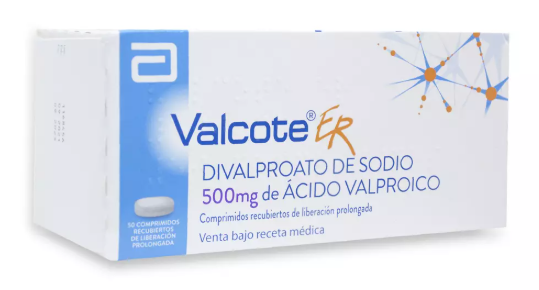 Valcote® ER
DIVALPROATO DE SODIO
500mg de ÁCIDO VALPROICO
Comprimidos recubiertos de liberación prolongada
Venta bajo receta médica
COMPRIMIDOS
RECUBIERTOS
DE LIBERACIÓN
PROLONGADA